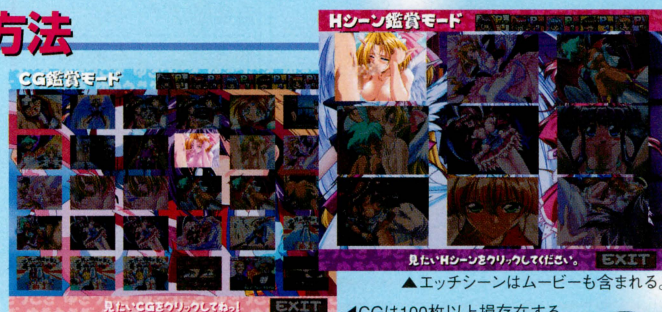 方法
CG鑑賞モード
見たいCGをクリックしてねっ!
EXIT
Hシーン鑑賞モード
見たいHシーンをクリックしてください。
EXIT
▲エッチシーンはムービーも含まれる。
◀CGは100枚以上揚存在する